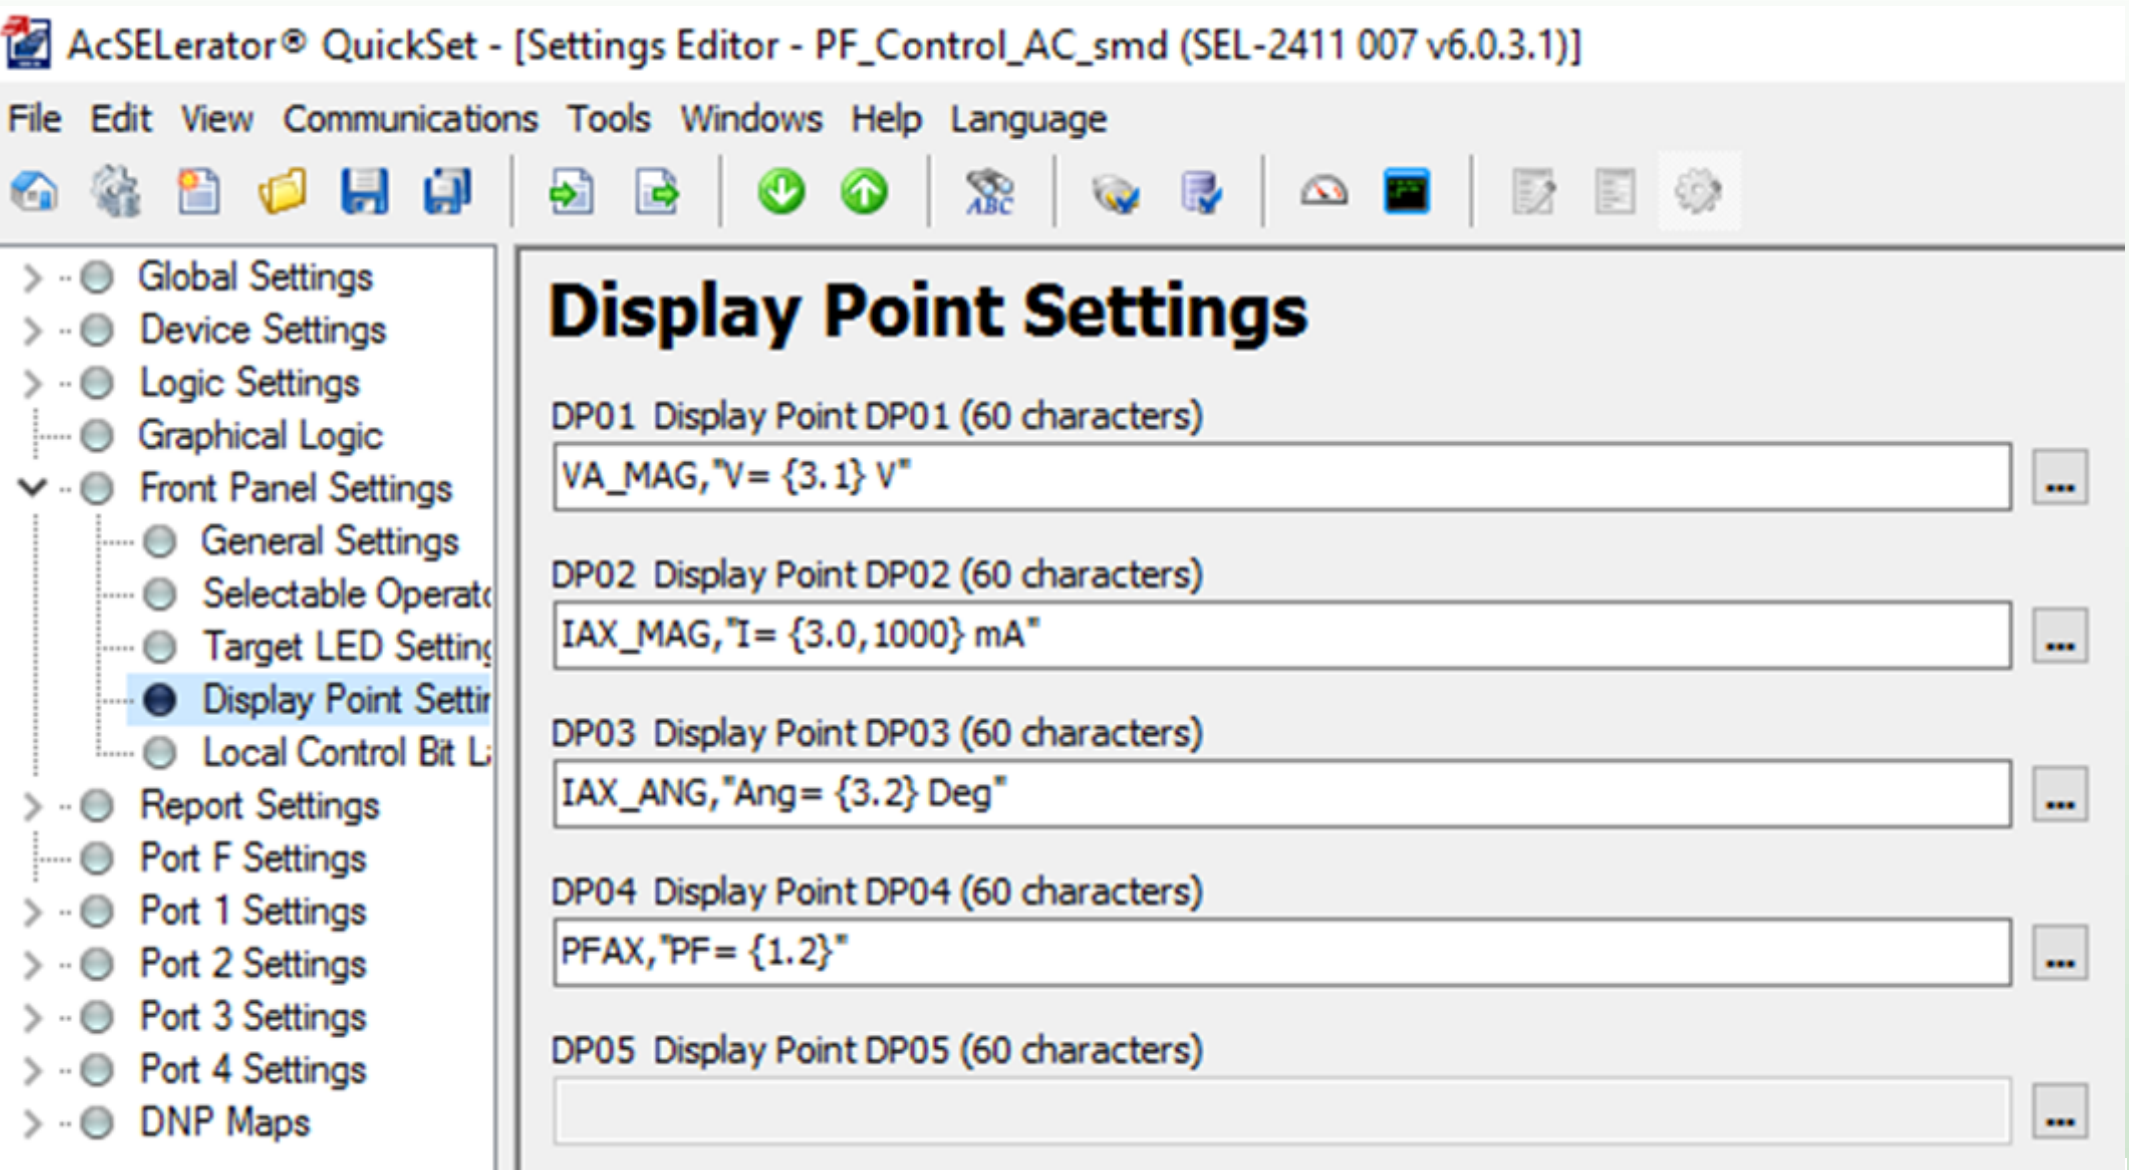 AcSELerator® QuickSet - [Settings Editor - PF_Control_AC_smd (SEL-2411 007 v6.0.3.1)]
File Edit View Communications Tools Windows Help Language
ABC
Global Settings
Device Settings
Logic Settings
Graphical Logic
Front Panel Settings
General Settings
Selectable Operato
Target LED Setting
Display Point Settin
Local Control Bit La
Report Settings
Port F Settings
Port 1 Settings
Port 2 Settings
Port 3 Settings
Port 4 Settings
DNP Maps
Display Point Settings
DP01 Display Point DP01 (60 characters)
VA_MAG,"V= {3.1} V"
...
DP02 Display Point DP02 (60 characters)
IAX_MAG,"I= {3.0,1000} mA"
...
DP03 Display Point DP03 (60 characters)
IAX_ANG,"Ang= {3.2} Deg"
...
DP04 Display Point DP04 (60 characters)
PFAX,"PF= {1.2}"
...
DP05 Display Point DP05 (60 characters)
...